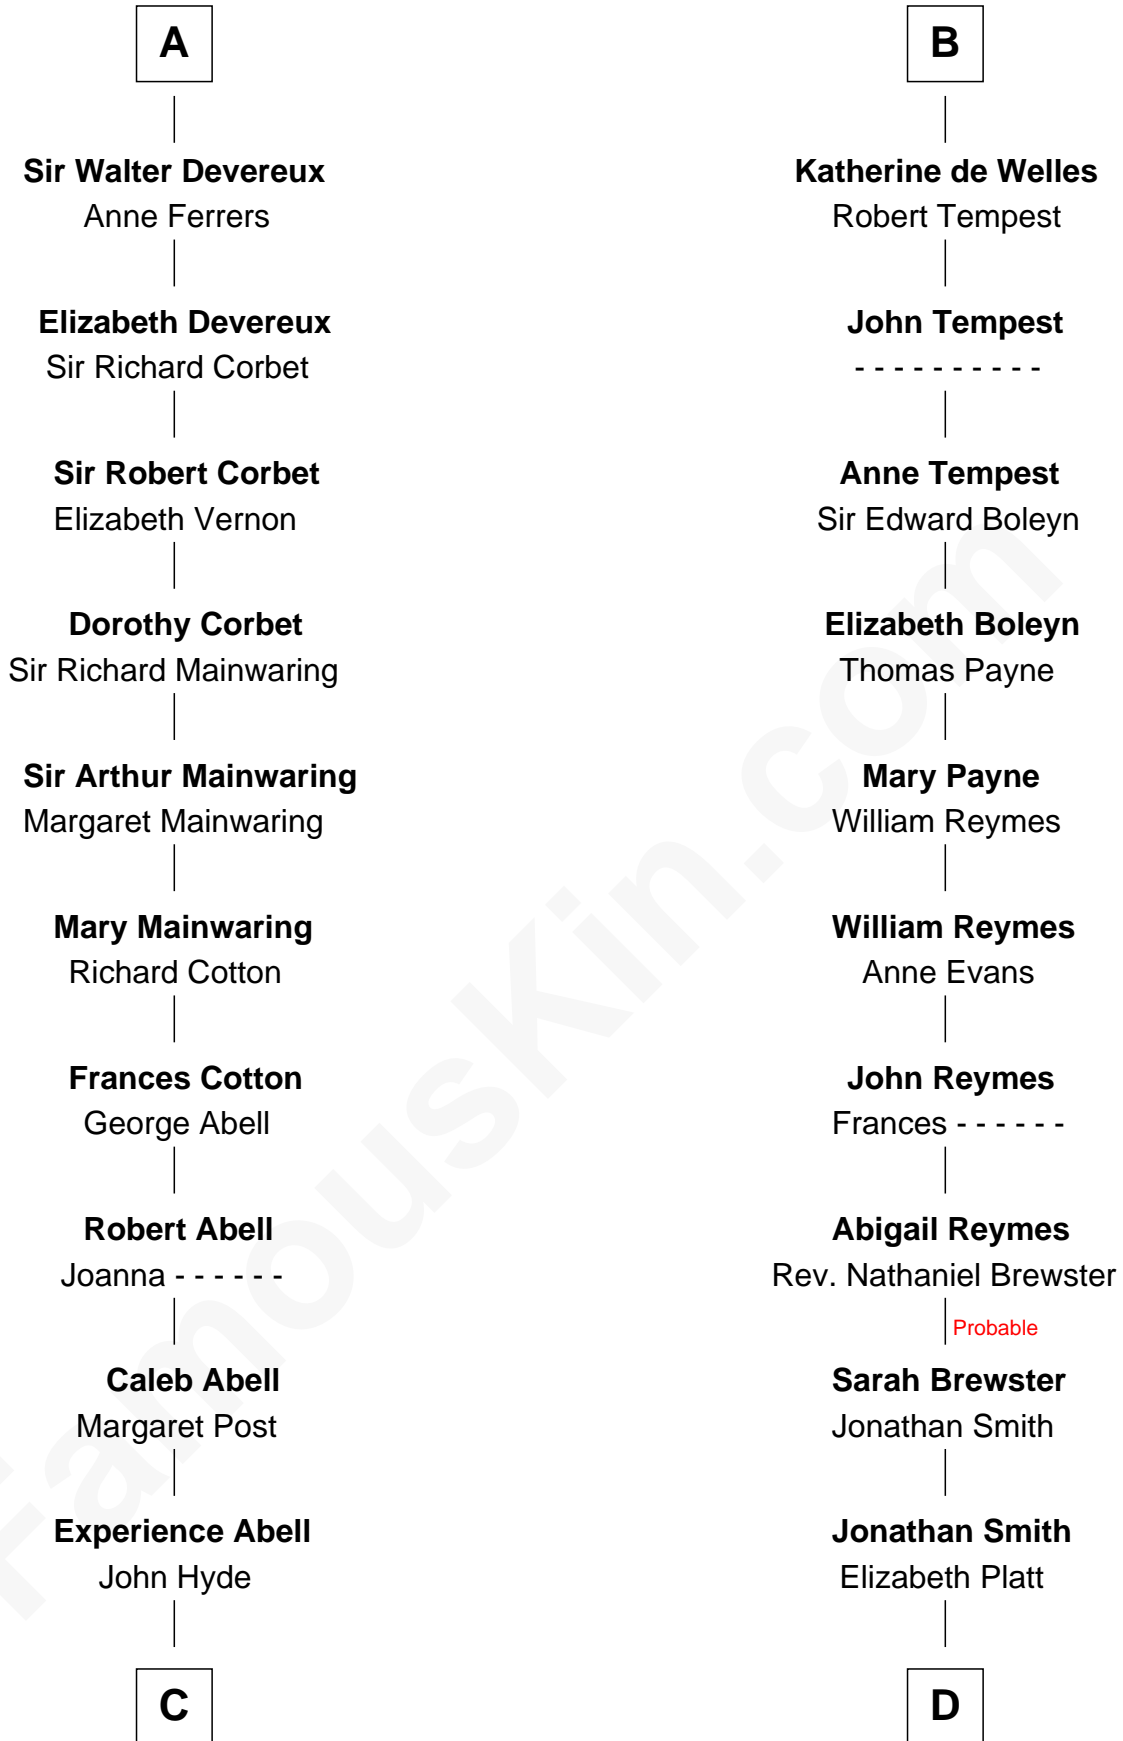 A
Sir Walter Devereux
Anne Ferrers
Elizabeth Devereux
Sir Richard Corbet
Sir Robert Corbet
Elizabeth Vernon
Dorothy Corbet
Sir Richard Mainwaring
Sir Arthur Mainwaring
Margaret Mainwaring
Mary Mainwaring
Richard Cotton
Frances Cotton
George Abell
Robert Abell
Joanna - - - - - -
Caleb Abell
Margaret Post
Experience Abell
John Hyde
C
B
Katherine de Welles
Robert Tempest
John Tempest
- - - - - - - - - -
Anne Tempest
Sir Edward Boleyn
Elizabeth Boleyn
Thomas Payne
Mary Payne
William Reymes
William Reymes
Anne Evans
John Reymes
Frances - - - - - -
Abigail Reymes
Rev. Nathaniel Brewster
Probable
Sarah Brewster
Jonathan Smith
Jonathan Smith
Elizabeth Platt
D
FamousKin.com